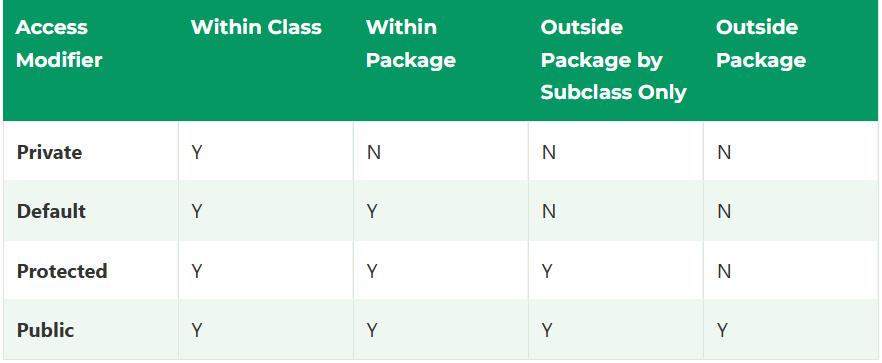 Access Modifier Within Class Within Package Outside Package by Subclass Only Outside Package
Private Y N N N
Default Y Y N N
Protected Y Y Y N
Public Y Y Y Y